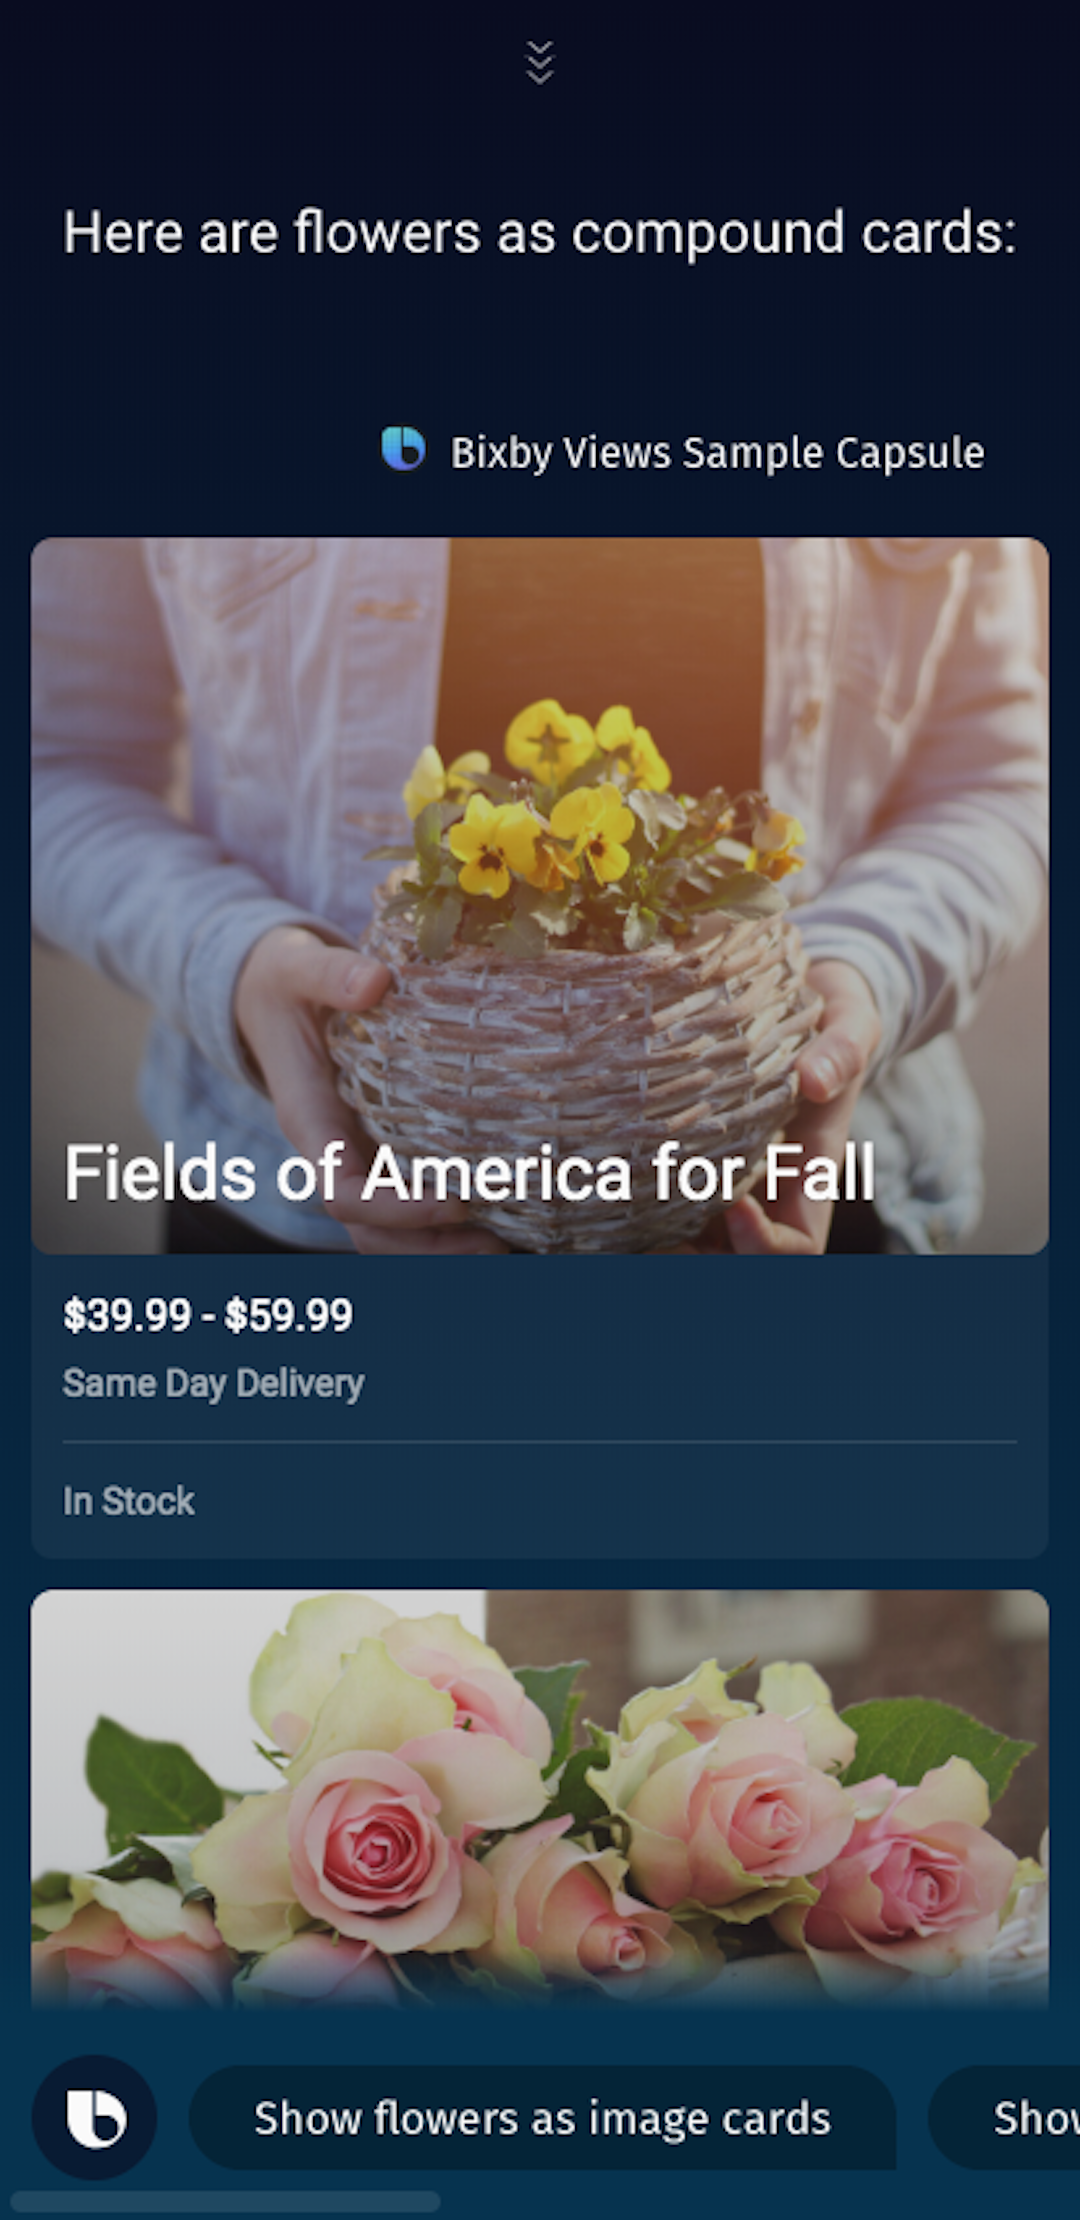 Here are flowers as compound cards:
Bixby Views Sample Capsule
Fields of America for Fall
$39.99 - $59.99
Same Day Delivery
In Stock
Show flowers as image cards